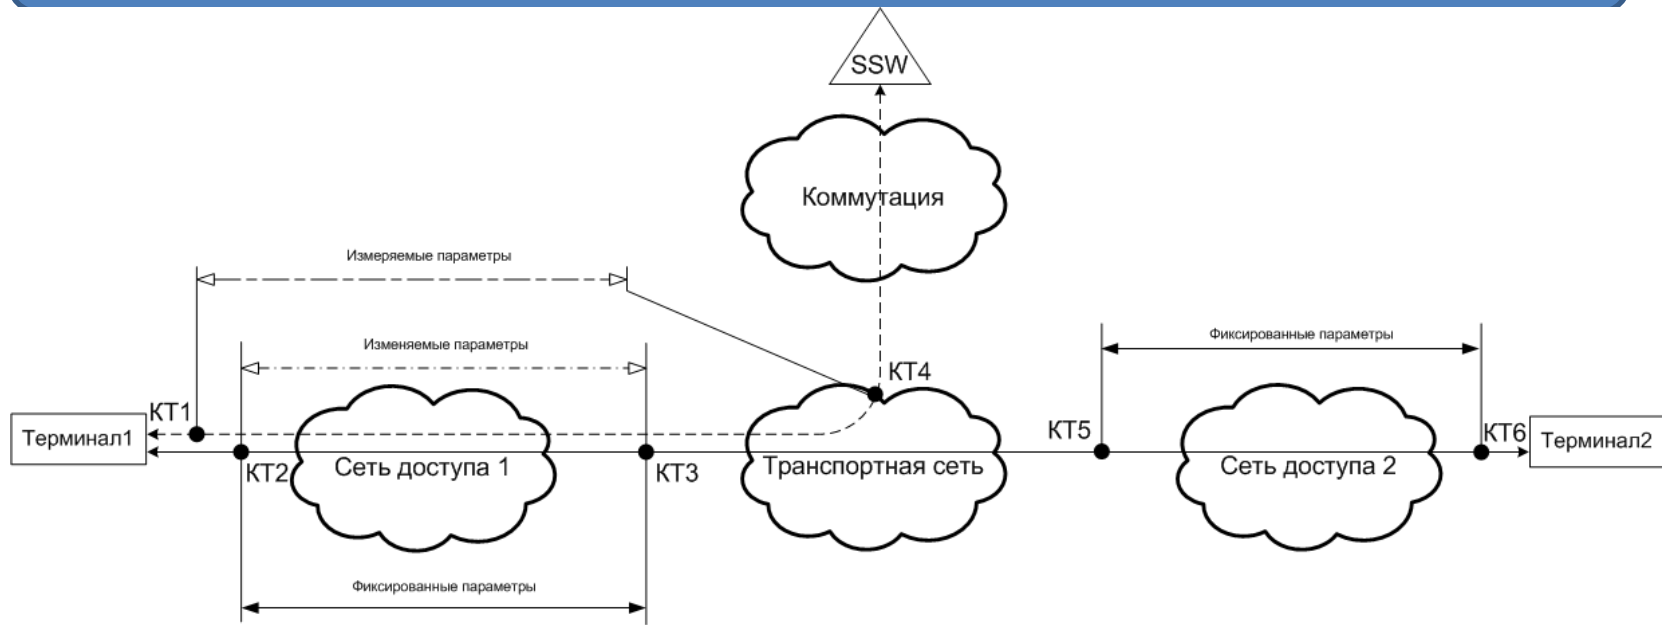 SSW
Коммутация
Измеряемые параметры
Изменяемые параметры
Фиксированные параметры
КТ4
КТ1
КТ5
КТ6
Терминал1
Терминал2
КТ2
Сеть доступа 1
КТ3
Транспортная сеть
Сеть доступа 2
Фиксированные параметры